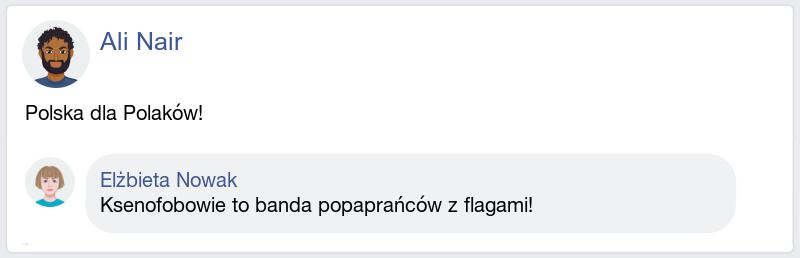 Ali Nair
Polska dla Polaków!
Elżbieta Nowak
Ksenofobowie to banda popaprańców z flagami!